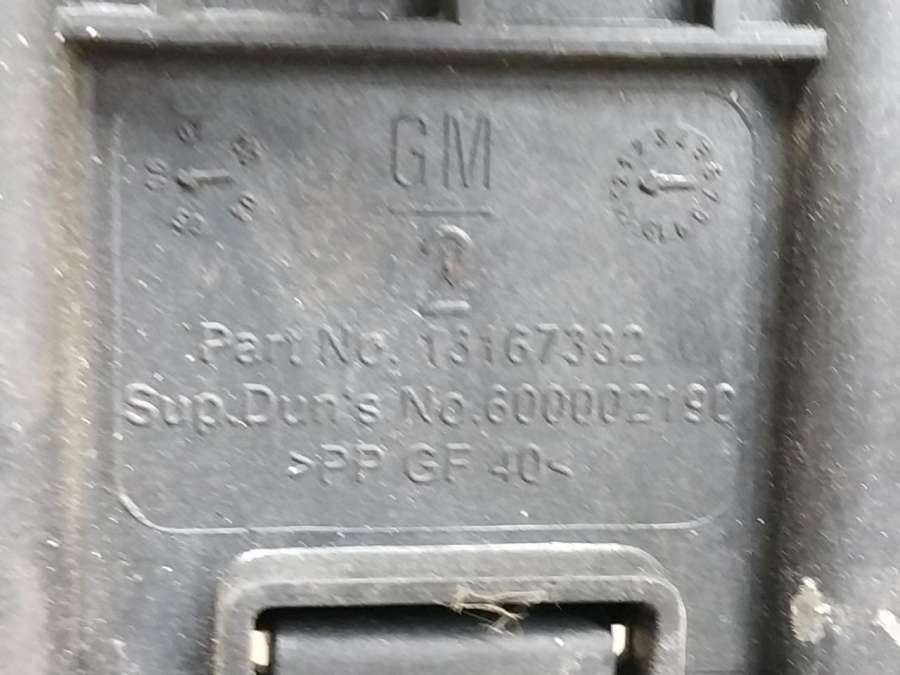 GM
2
Part No. 13167332
Sup.Dun's No.600002190
>PP GF 40<